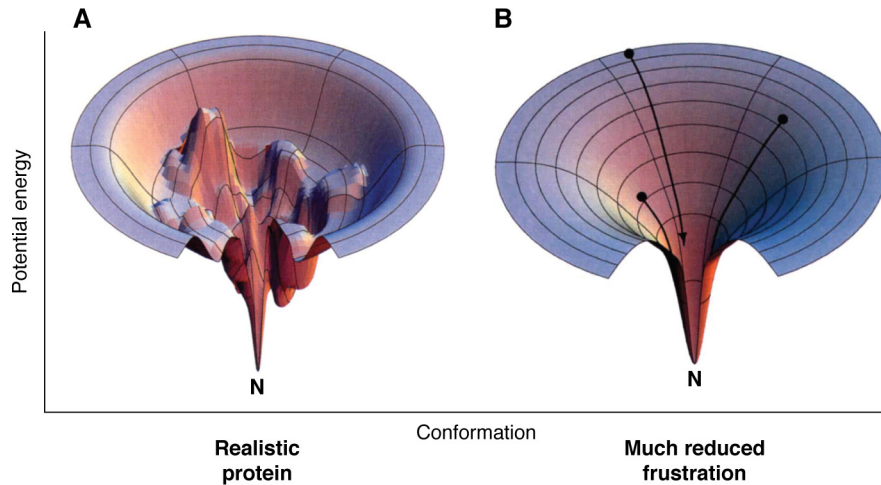 A
B
Potential energy
N
N
Conformation
Realistic
protein
Much reduced
frustration